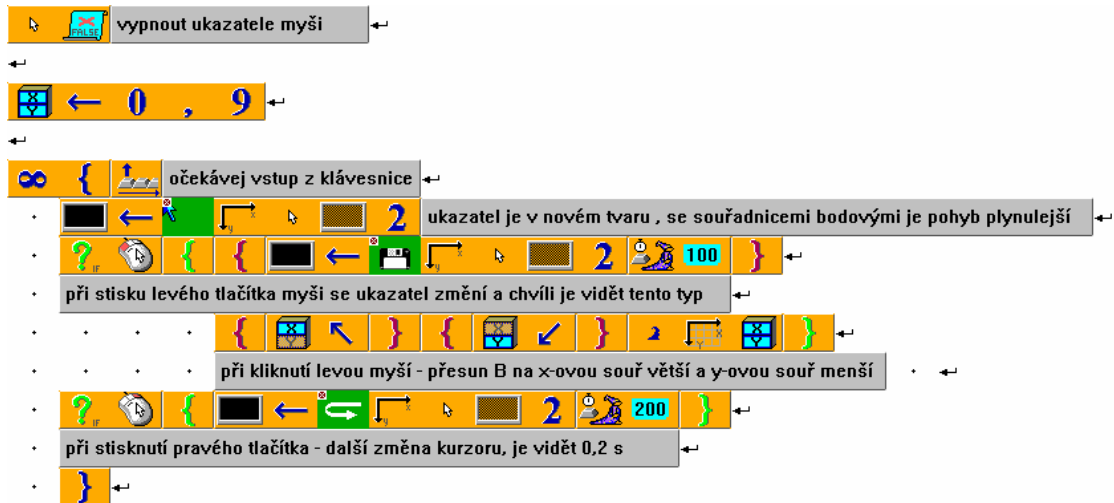 FALSE vypnout ukazatele myši
0 , 9
∞ { očekávej vstup z klávesnice
x y 2 ukazatel je v novém tvaru , se souřadnicemi bodovými je pohyb plynulejší
? IF { { x y 2 100 }
při stisku levého tlačítka myši se ukazatel změní a chvíli je vidět tento typ
{ X Y } { X Y } 2 X Y X Y }
při kliknutí levou myší - přesun B na x-ovou souř větší a y-ovou souř menší
? IF { x y 2 200 }
při stisknutí pravého tlačítka - další změna kurzoru, je vidět 0,2 s
}